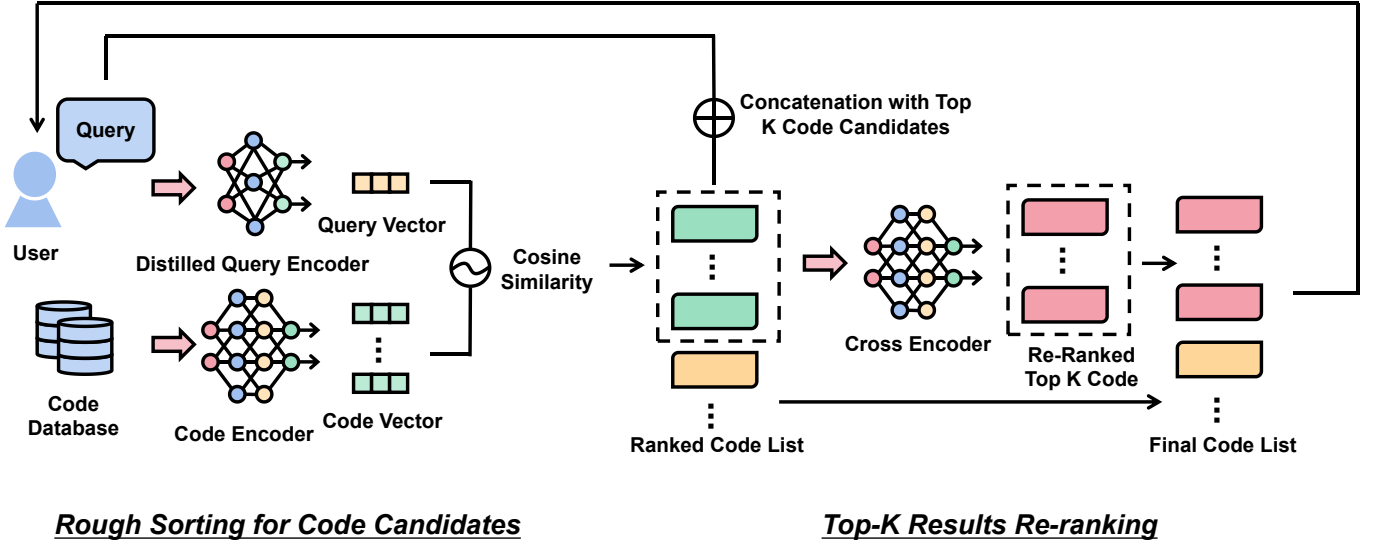 Query
User
Distilled Query Encoder
Query Vector
Code
Database
Code Encoder
Code Vector
Cosine
Similarity
Concatenation with Top
K Code Candidates
Ranked Code List
Cross Encoder
Re-Ranked
Top K Code
Final Code List
Rough Sorting for Code Candidates
Top-K Results Re-ranking